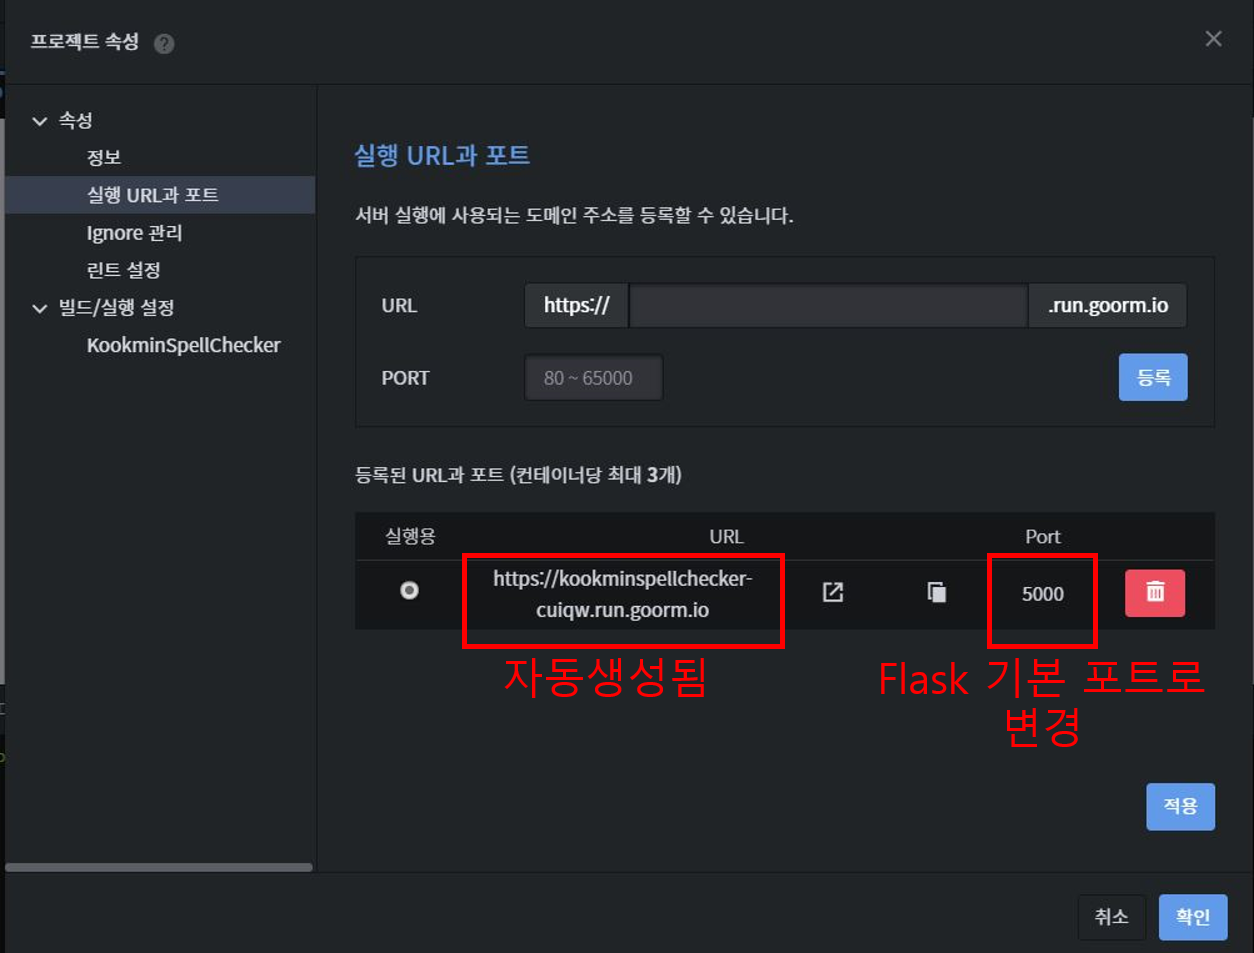 프로젝트 속성 ?
속성
정보
실행 URL과 포트
Ignore 관리
린트 설정
빌드/실행 설정
KookminSpellChecker
실행 URL과 포트
서버 실행에 사용되는 도메인 주소를 등록할 수 있습니다.
URL https:// .run.goorm.io
PORT 80 ~ 65000 등록
등록된 URL과 포트 (컨테이너당 최대 3개)
실행용 URL Port
https://kookminspellchecker-
cuiqw.run.goorm.io
5000
자동생성됨
Flask 기본 포트로
변경
적용
취소 확인